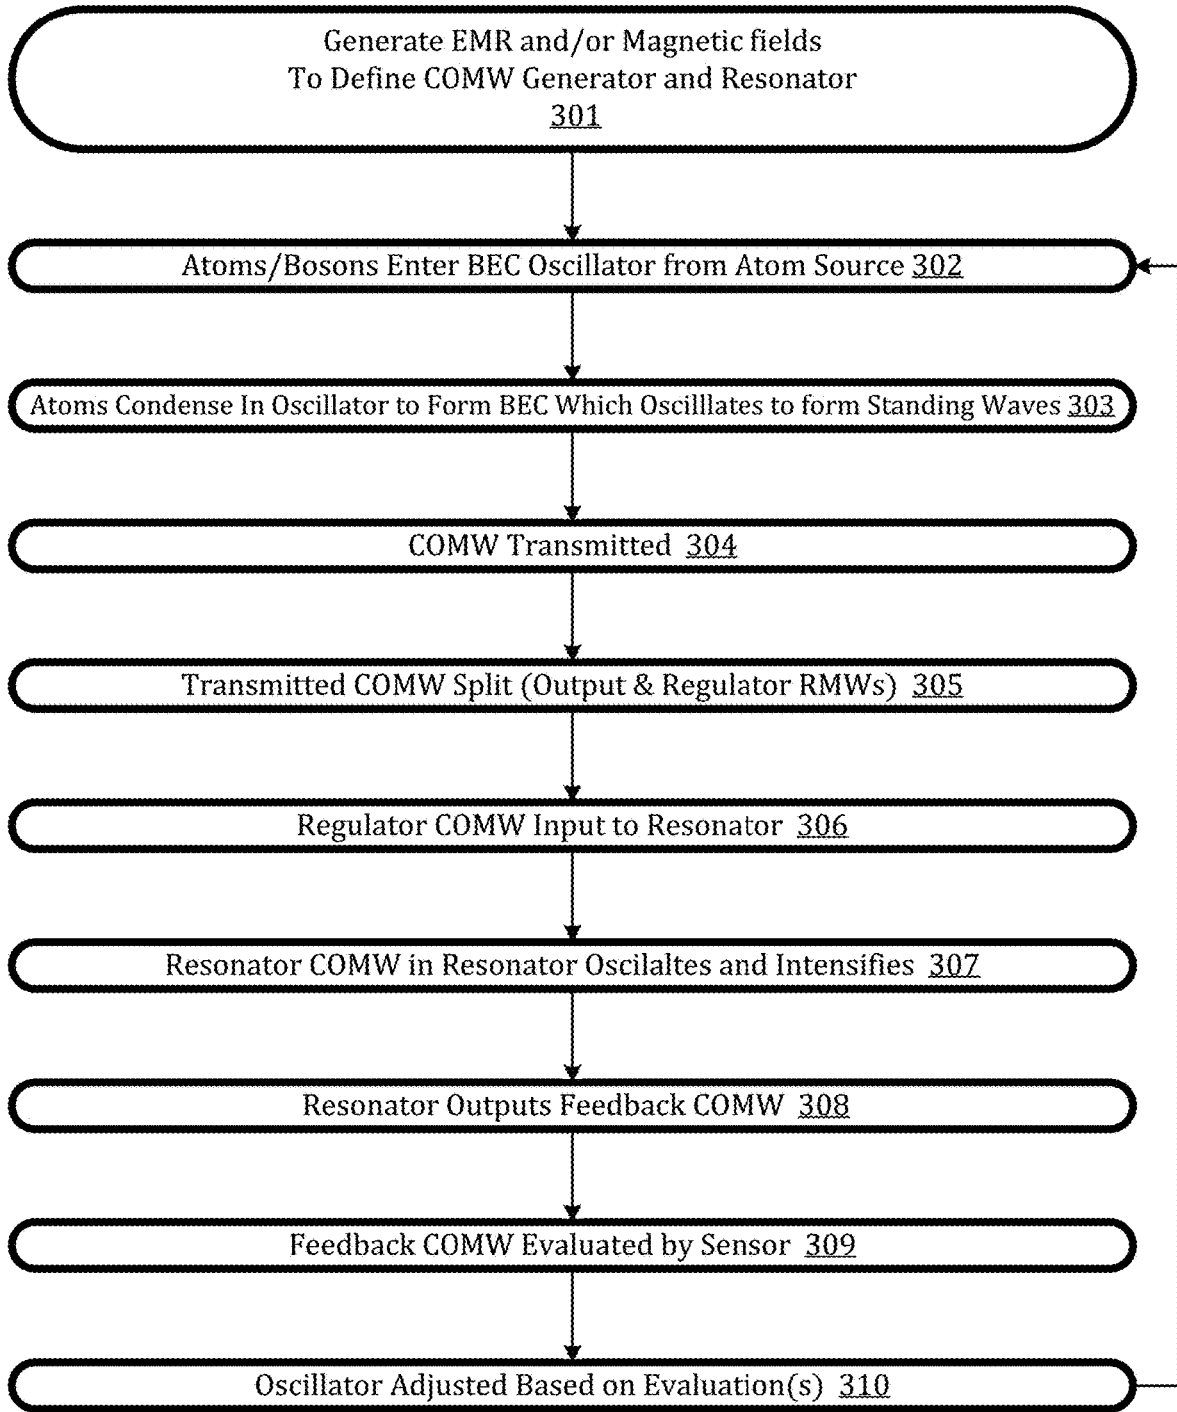 Generate EMR and/or Magnetic fields
To Define COMW Generator and Resonator
301
Atoms/Bosons Enter BEC Oscillator from Atom Source 302
Atoms Condense In Oscillator to Form BEC Which Oscilllates to form Standing Waves 303
COMW Transmitted 304
Transmitted COMW Split (Output & Regulator RMWs) 305
Regulator COMW Input to Resonator 306
Resonator COMW in Resonator Oscilaltes and Intensifies 307
Resonator Outputs Feedback COMW 308
Feedback COMW Evaluated by Sensor 309
Oscillator Adjusted Based on Evaluation(s) 310